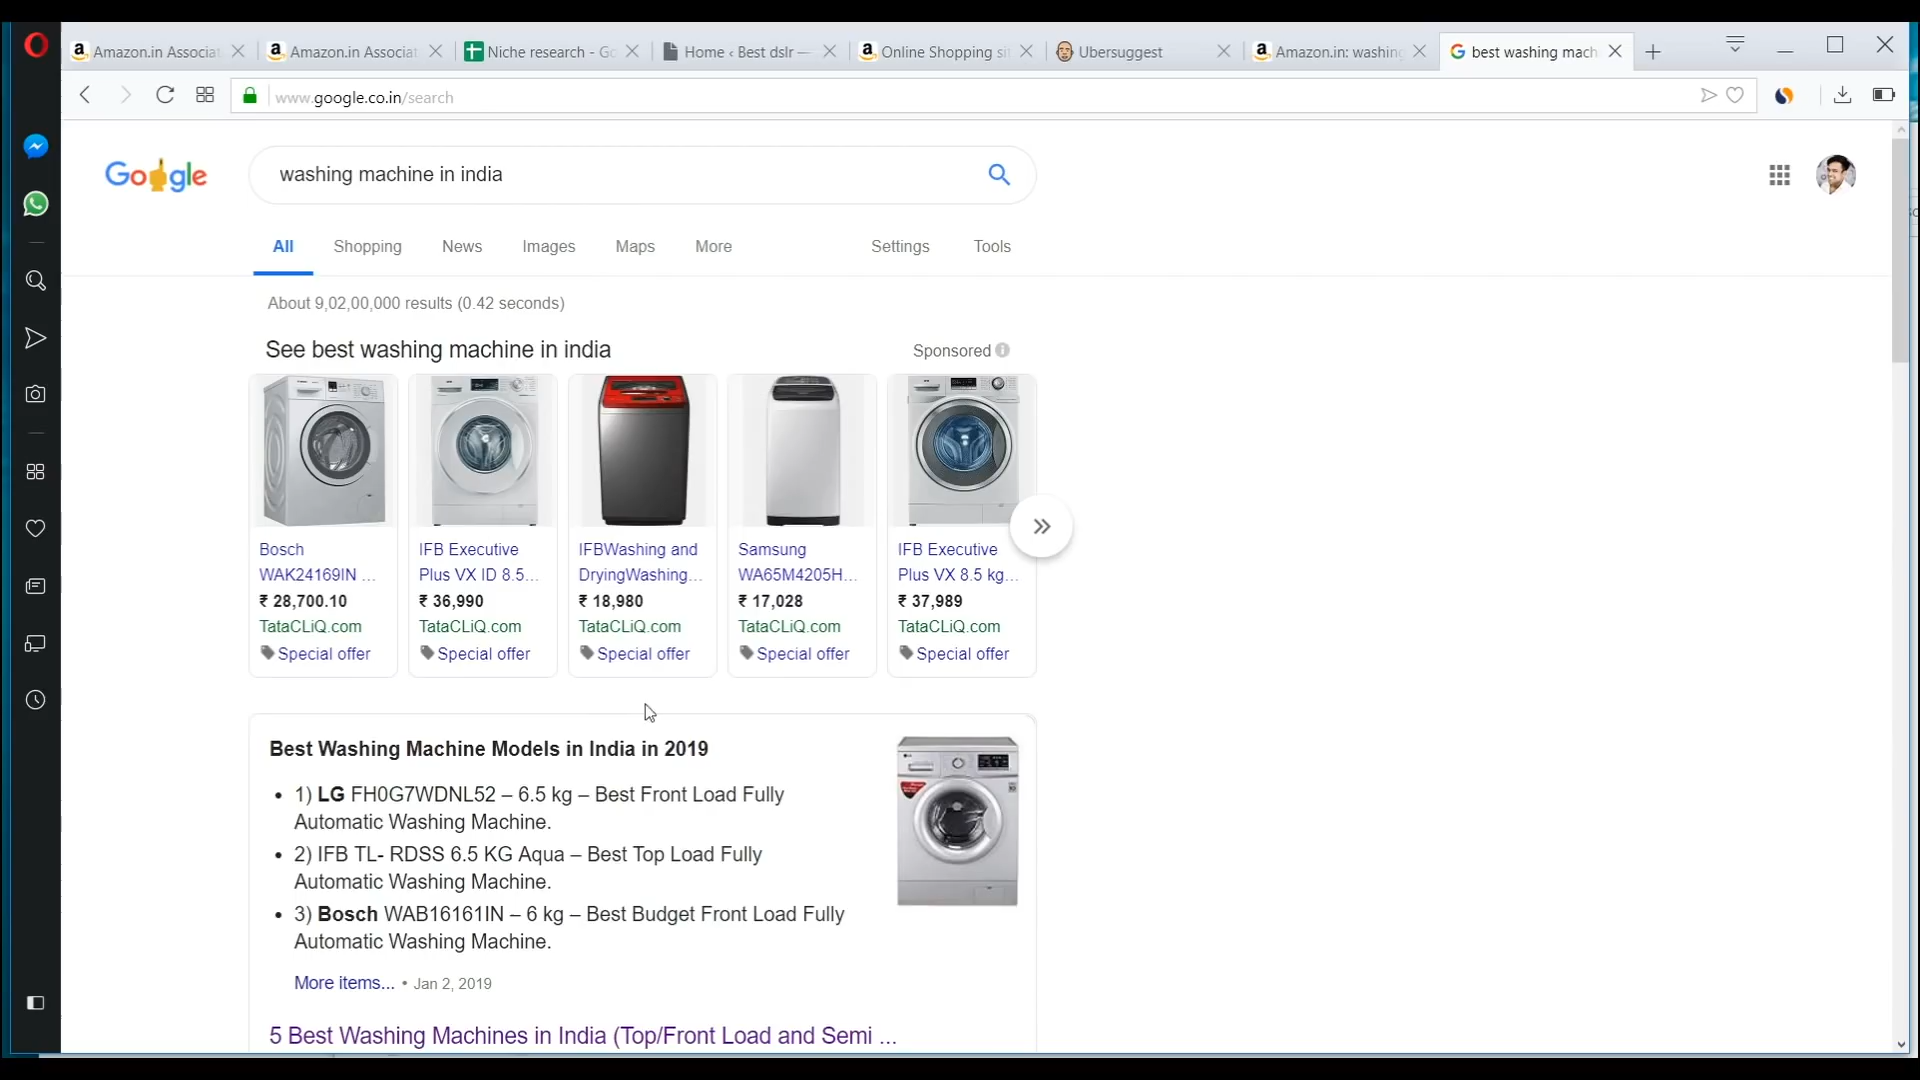 Amazon.in Associat
Amazon.in Associat
Niche research - Go
Home ‹ Best dslr —
Online Shopping sit
Ubersuggest
Amazon.in: washing
best washing mach
www.google.co.in/search
Google
washing machine in india
All Shopping News Images Maps More Settings Tools
About 9,02,00,000 results (0.42 seconds)
See best washing machine in india
Sponsored
Bosch
WAK24169IN ...
₹ 28,700.10
TataCLiQ.com
Special offer
IFB Executive
Plus VX ID 8.5...
₹ 36,990
TataCLiQ.com
Special offer
IFBWashing and
DryingWashing...
₹ 18,980
TataCLiQ.com
Special offer
Samsung
WA65M4205H...
₹ 17,028
TataCLiQ.com
Special offer
IFB Executive
Plus VX 8.5 kg...
₹ 37,989
TataCLiQ.com
Special offer
Best Washing Machine Models in India in 2019
• 1) LG FH0G7WDNL52 – 6.5 kg – Best Front Load Fully
Automatic Washing Machine.
• 2) IFB TL- RDSS 6.5 KG Aqua – Best Top Load Fully
Automatic Washing Machine.
• 3) Bosch WAB16161IN – 6 kg – Best Budget Front Load Fully
Automatic Washing Machine.
More items... • Jan 2, 2019
5 Best Washing Machines in India (Top/Front Load and Semi ...